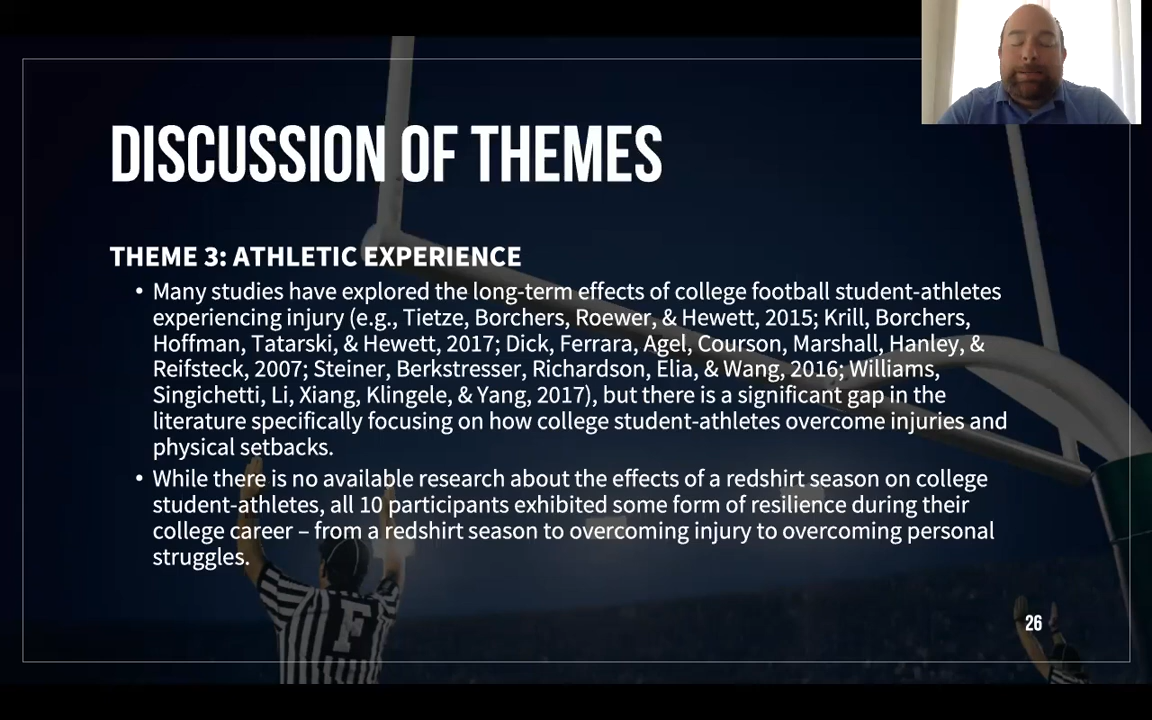 DISCUSSION OF THEMES
THEME 3: ATHLETIC EXPERIENCE
• Many studies have explored the long-term effects of college football student-athletes
experiencing injury (e.g., Tietze, Borchers, Roewer, & Hewett, 2015; Krill, Borchers,
Hoffman, Tatarski, & Hewett, 2017; Dick, Ferrara, Agel, Courson, Marshall, Hanley, &
Reifsteck, 2007; Steiner, Berkstresser, Richardson, Elia, & Wang, 2016; Williams,
Singichetti, Li, Xiang, Klingele, & Yang, 2017), but there is a significant gap in the
literature specifically focusing on how college student-athletes overcome injuries and
physical setbacks.
• While there is no available research about the effects of a redshirt season on college
student-athletes, all 10 participants exhibited some form of resilience during their
college career – from a redshirt season to overcoming injury to overcoming personal
struggles.
F
26